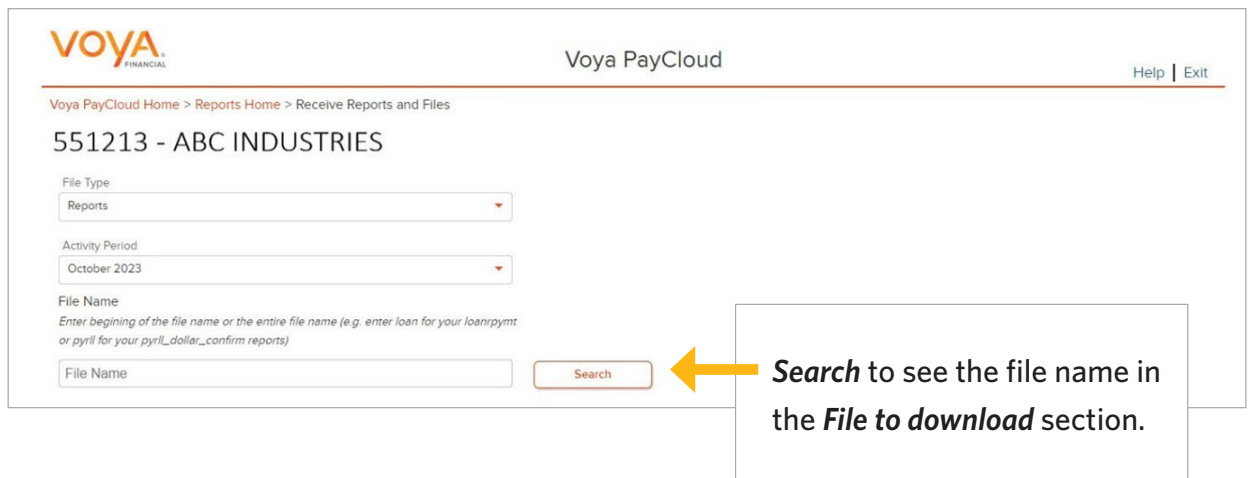 VOYA
FINANCIAL
Voya PayCloud
Help | Exit
Voya PayCloud Home > Reports Home > Receive Reports and Files
551213 - ABC INDUSTRIES
File Type
Reports
Activity Period
October 2023
File Name
Enter begining of the file name or the entire file name (e.g. enter loan for your loanrpymt
or pyrll for your pyrll_dollar_confirm reports)
File Name
Search
Search to see the file name in
the File to download section.